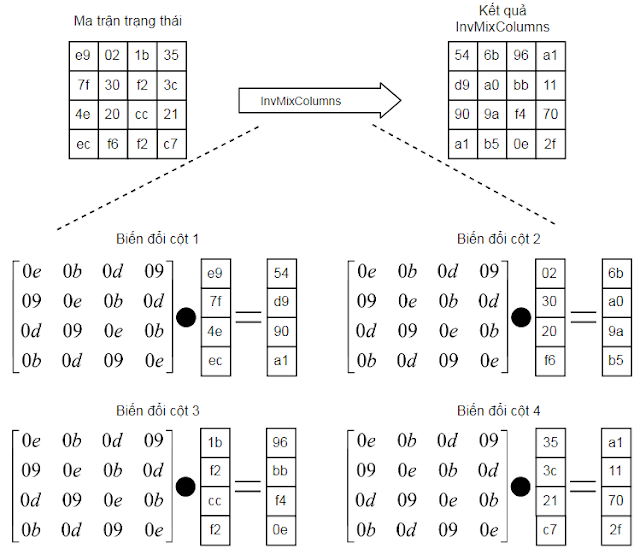 Ma trận trạng thái
Kết quả
InvMixColumns
e9 02 1b 35
7f 30 f2 3c
4e 20 cc 21
ec f6 f2 c7
InvMixColumns
54 6b 96 a1
d9 a0 bb 11
90 9a f4 70
a1 b5 0e 2f
Biến đổi cột 1
0e 0b 0d 09 e9 = 54
09 0e 0b 0d 7f d9
0d 09 0e 0b 4e 90
0b 0d 09 0e ec a1
Biến đổi cột 2
0e 0b 0d 09 02 = 6b
09 0e 0b 0d 30 a0
0d 09 0e 0b 20 9a
0b 0d 09 0e f6 b5
Biến đổi cột 3
0e 0b 0d 09 1b = 96
09 0e 0b 0d f2 bb
0d 09 0e 0b cc f4
0b 0d 09 0e f2 0e
Biến đổi cột 4
0e 0b 0d 09 35 = a1
09 0e 0b 0d 3c 11
0d 09 0e 0b 21 70
0b 0d 09 0e c7 2f